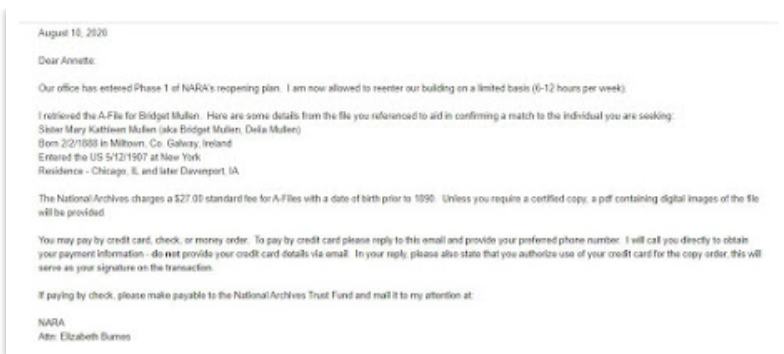 August 10, 2020
Dear Annette:
Our office has entered Phase 1 of NARA's reopening plan. I am now allowed to reenter our building on a limited basis (6-12 hours per week).
I retrieved the A-File for Bridget Mullen. Here are some details from the file you referenced to aid in confirming a match to the individual you are seeking:
Sister Mary Kathleen Mullen (aka Bridget Mullen, Delia Mullen)
Born 2/2/1888 in Milltown, Co. Galway, Ireland
Entered the US 5/12/1907 at New York
Residence - Chicago, IL and later Davenport, IA
The National Archives charges a $27.00 standard fee for A-Files with a date of birth prior to 1890. Unless you require a certified copy, a pdf containing digital images of the file
will be provided.
You may pay by credit card, check, or money order. To pay by credit card please reply to this email and provide your preferred phone number. I will call you directly to obtain
your payment information - do not provide your credit card details via email. In your reply, please also state that you authorize use of your credit card for the copy order, this will
serve as your signature on the transaction.
If paying by check, please make payable to the National Archives Trust Fund and mail it to my attention at:
NARA
Attn: Elizabeth Burnes